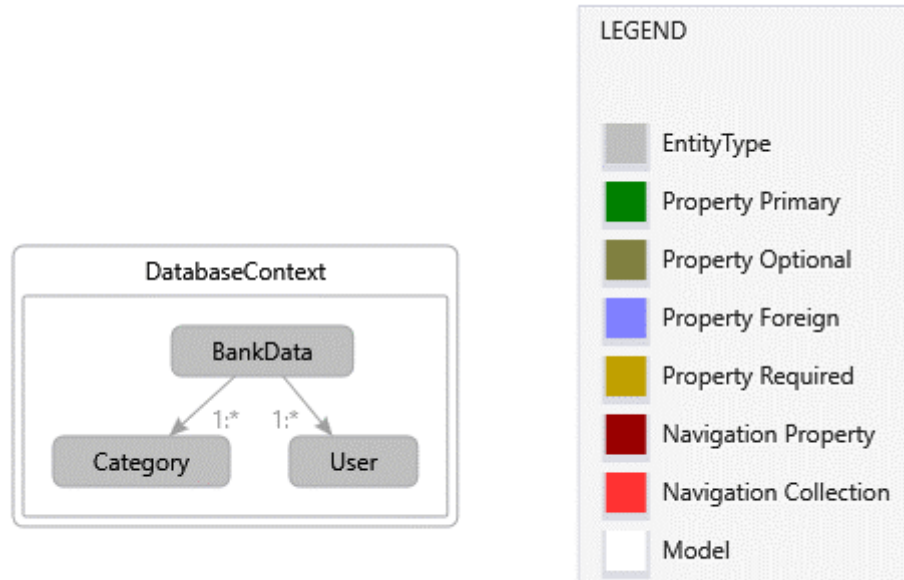 DatabaseContext
BankData
1:*
1:*
Category
User
LEGEND
EntityType
Property Primary
Property Optional
Property Foreign
Property Required
Navigation Property
Navigation Collection
Model